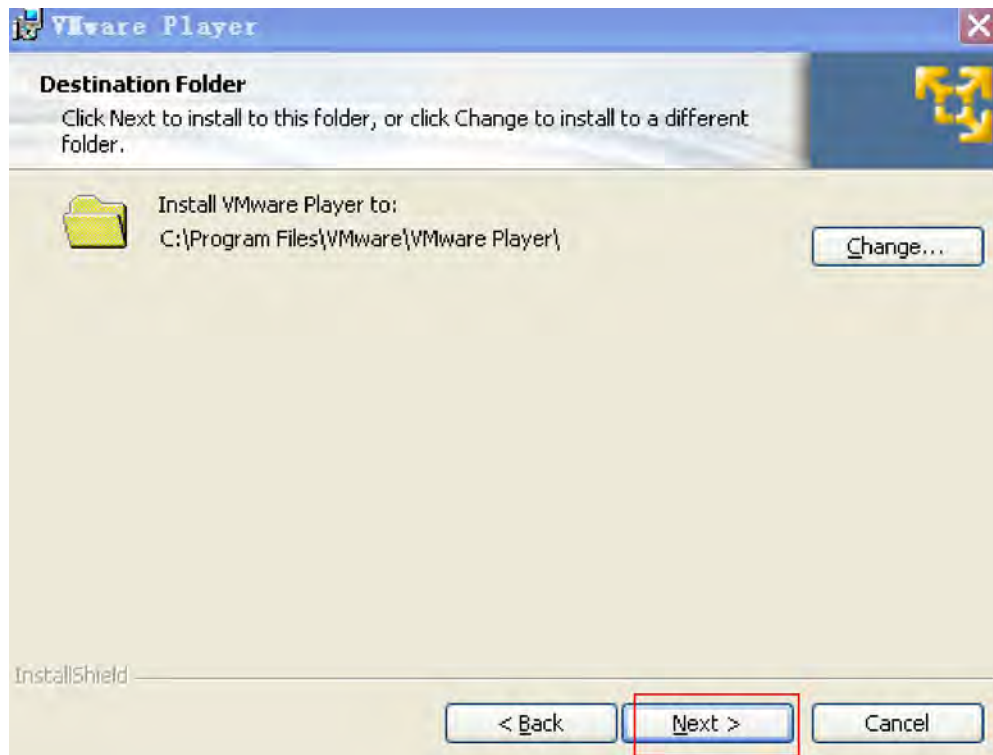 VMware Player
Destination Folder
Click Next to install to this folder, or click Change to install to a different
folder.
Install VMware Player to:
C:\Program Files\VMware\VMware Player\
Change...
InstallShield
< Back
Next >
Cancel